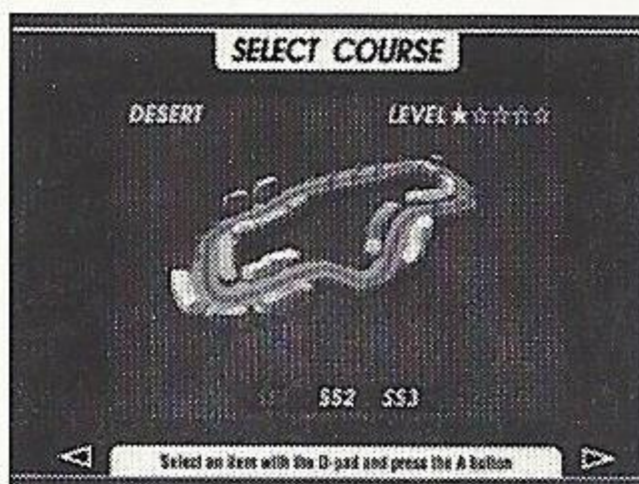 SELECT COURSE
DESERT LEVEL ★☆☆☆☆
SS2 SS3
Select an item with the D-pad and press the A button